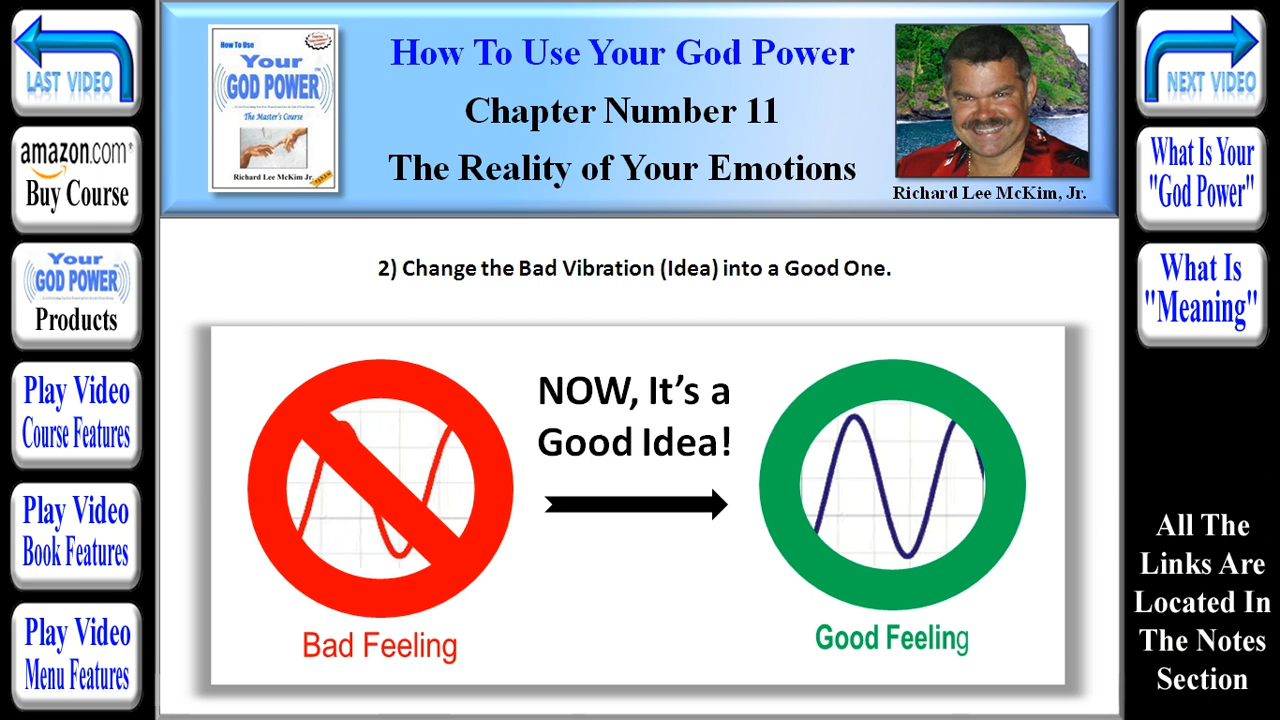 LAST VIDEO
amazon.com
Buy Course
Your
GOD POWER
Products
Play Video
Course Features
Play Video
Book Features
Play Video
Menu Features
How To Use
Your
GOD POWER
The Master's Course
Richard Lee McKim Jr.
How To Use Your God Power
Chapter Number 11
The Reality of Your Emotions
Richard Lee McKim, Jr.
2) Change the Bad Vibration (Idea) into a Good One.
NOW, It's a
Good Idea!
Bad Feeling
Good Feeling
NEXT VIDEO
What Is Your
"God Power"
What Is
"Meaning"
All The
Links Are
Located In
The Notes
Section